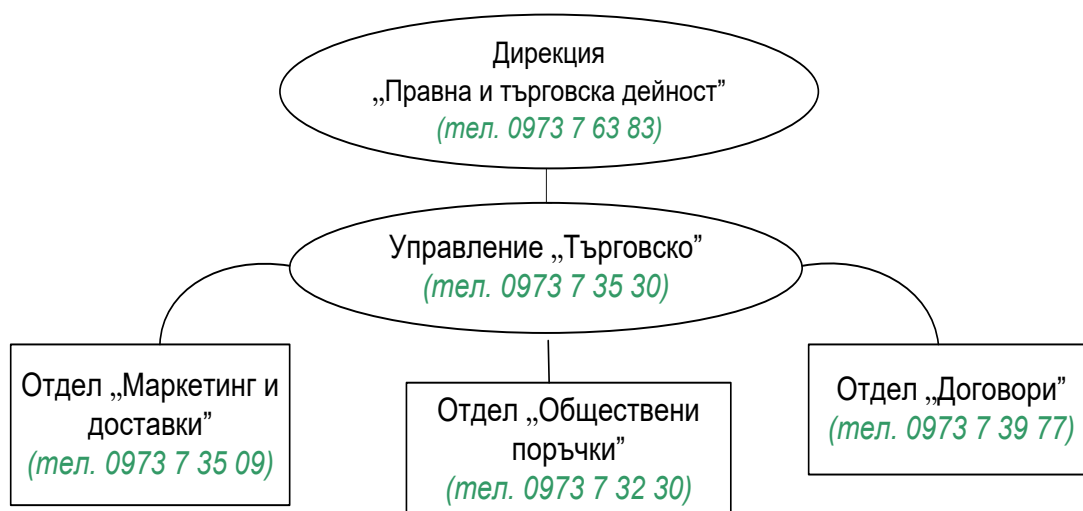 Дирекция
„Правна и търговска дейност”
(тел. 0973 7 63 83)
Управление „Търговско”
(тел. 0973 7 35 30)
Отдел „Маркетинг и
доставки”
(тел. 0973 7 35 09)
Отдел „Обществени
поръчки”
(тел. 0973 7 32 30)
Отдел „Договори”
(тел. 0973 7 39 77)